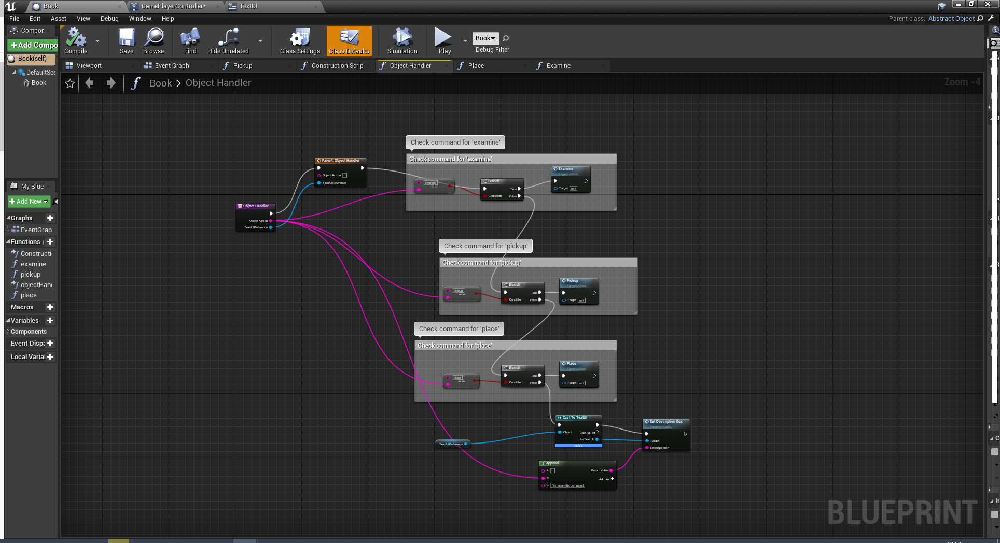 Book
GamePlayerController*
TextUI
File Edit Asset View Debug Window Help
Parent class: Abstract Object
Compor
+Add Compo
Book(self)
DefaultSce
Book
Compile
Save
Browse
Find
Hide Unrelated
Class Settings
Class Defaults
Simulation
Play
Book
Debug Filter
Viewport
Event Graph
Pickup
Construction Scrip
Object Handler
Place
Examine
Book > Object Handler
Zoom -4
My Blue
+Add New
Graphs
EventGrap
Functions (
Constructi
examine
pickup
objectHan
place
Macros
Variables
Components
Event Dispa
Local Varial
Check command for 'examine'
Check command for 'examine'
Parent: Object Handler
Object Action
Text UI Reference
Object Handler
Object Action
Text UI Reference
examine
==
Branch
True
Condition
False
Examine
Target is Book
Target self
Check command for 'pickup'
Check command for 'pickup'
pickup
==
Branch
True
Condition
False
Pickup
Target is Book
Target self
Check command for 'place'
Check command for 'place'
place
==
Branch
True
Condition
False
Place
Target is Book
Target self
Cast To TextUI
Object
Cast Failed
As Text UI
NOTE
Text UI Reference
Set Description Box
Target is Text UI
Target
Description In
Append
A
Return Value
B
Add pin +
C " is not a valid command
BLUEPRINT